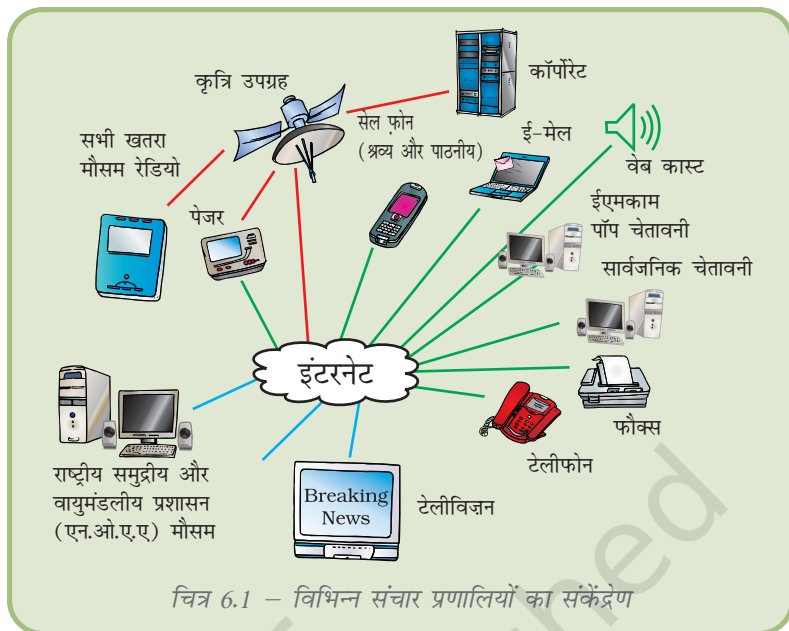 कृत्रि उपग्रह
कॉर्पोरेट
सभी खतरा
मौसम रेडियो
सेल फ़ोन
(श्रव्य और पाठनीय)
ई-मेल
वेब कास्ट
पेजर
ईएमकाम
पॉप चेतावनी
सार्वजनिक चेतावनी
इंटरनेट
फौक्स
टेलीफोन
राष्ट्रीय समुद्रीय और
वायुमंडलीय प्रशासन
(एन.ओ.ए.ए) मौसम
Breaking
News
टेलीविज़न
चित्र 6.1 – विभिन्न संचार प्रणालियों का संकेंद्रेण